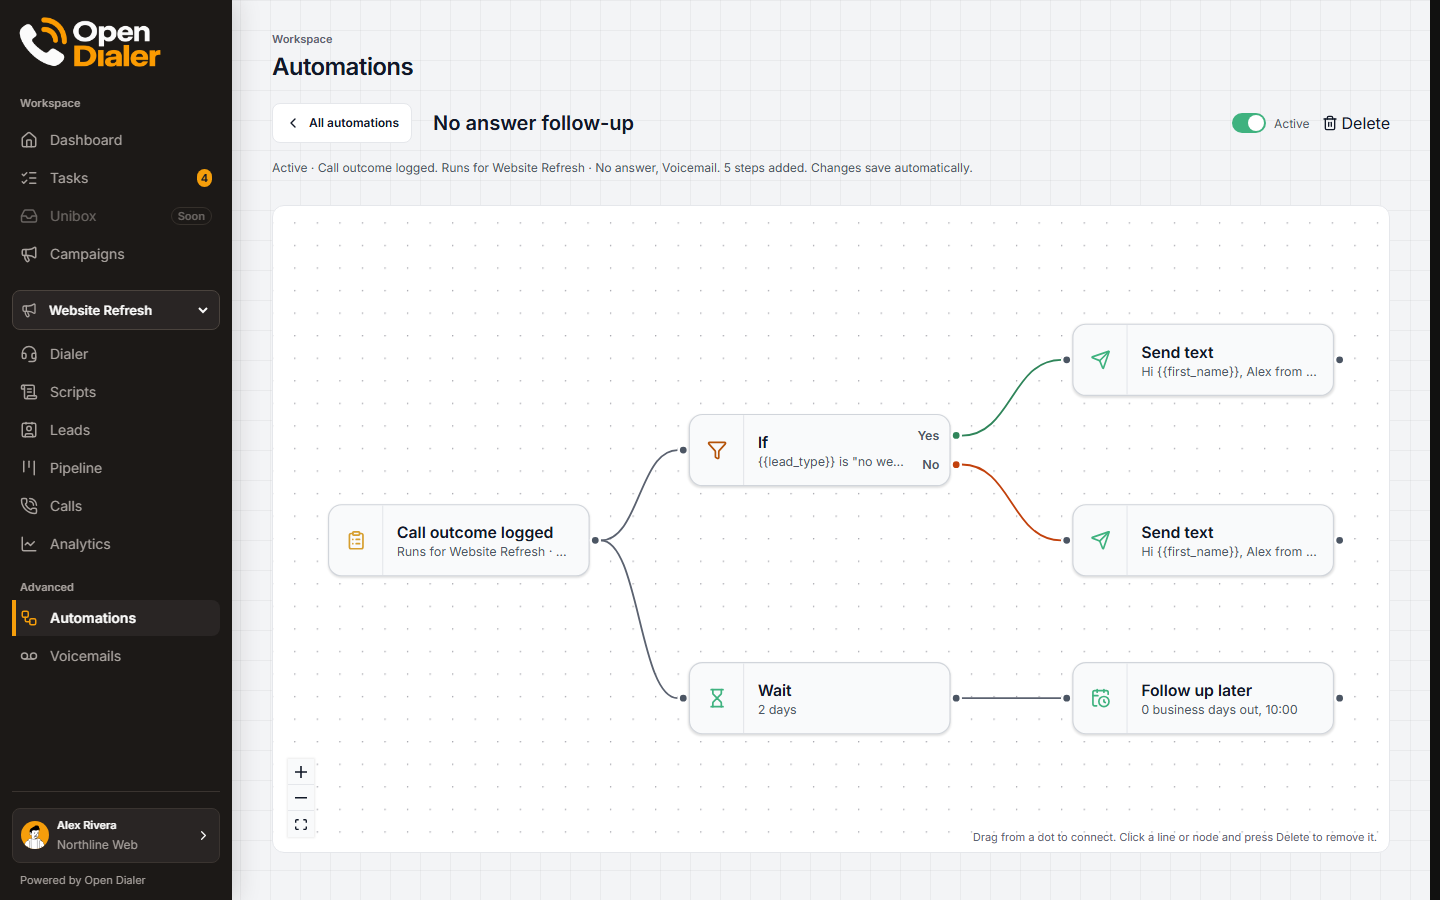 Open
Dialer
Workspace
Dashboard
Tasks
4
Unibox
Soon
Campaigns
Website Refresh
Dialer
Scripts
Leads
Pipeline
Calls
Analytics
Advanced
Automations
Voicemails
Alex Rivera
Northline Web
Powered by Open Dialer
Workspace
Automations
All automations
No answer follow-up
Active
Delete
Active · Call outcome logged. Runs for Website Refresh · No answer, Voicemail. 5 steps added. Changes save automatically.
Call outcome logged
Runs for Website Refresh · ...
If
{{lead_type}} is "no we...
Yes
No
Send text
Hi {{first_name}}, Alex from ...
Send text
Hi {{first_name}}, Alex from ...
Wait
2 days
Follow up later
0 business days out, 10:00
Drag from a dot to connect. Click a line or node and press Delete to remove it.